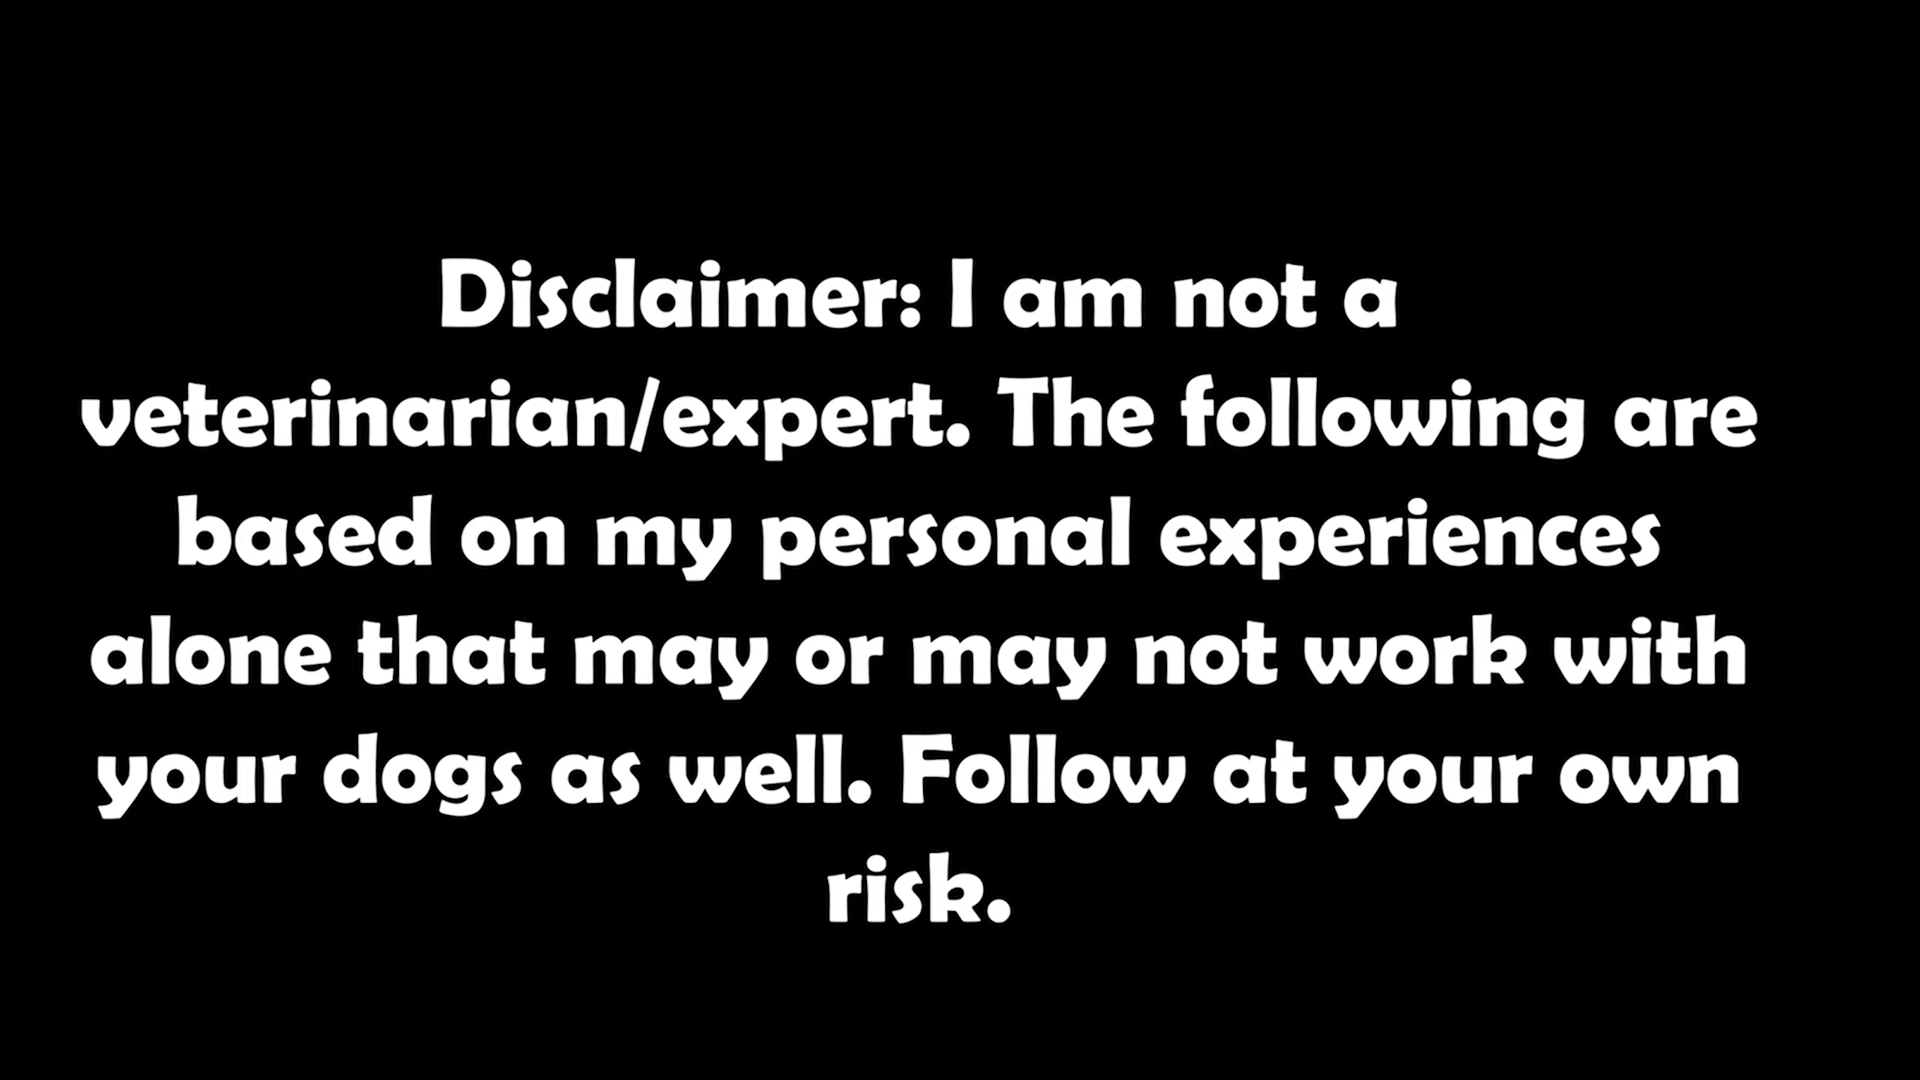 Disclaimer: I am not a
veterinarian/expert. The following are
based on my personal experiences
alone that may or may not work with
your dogs as well. Follow at your own
risk.